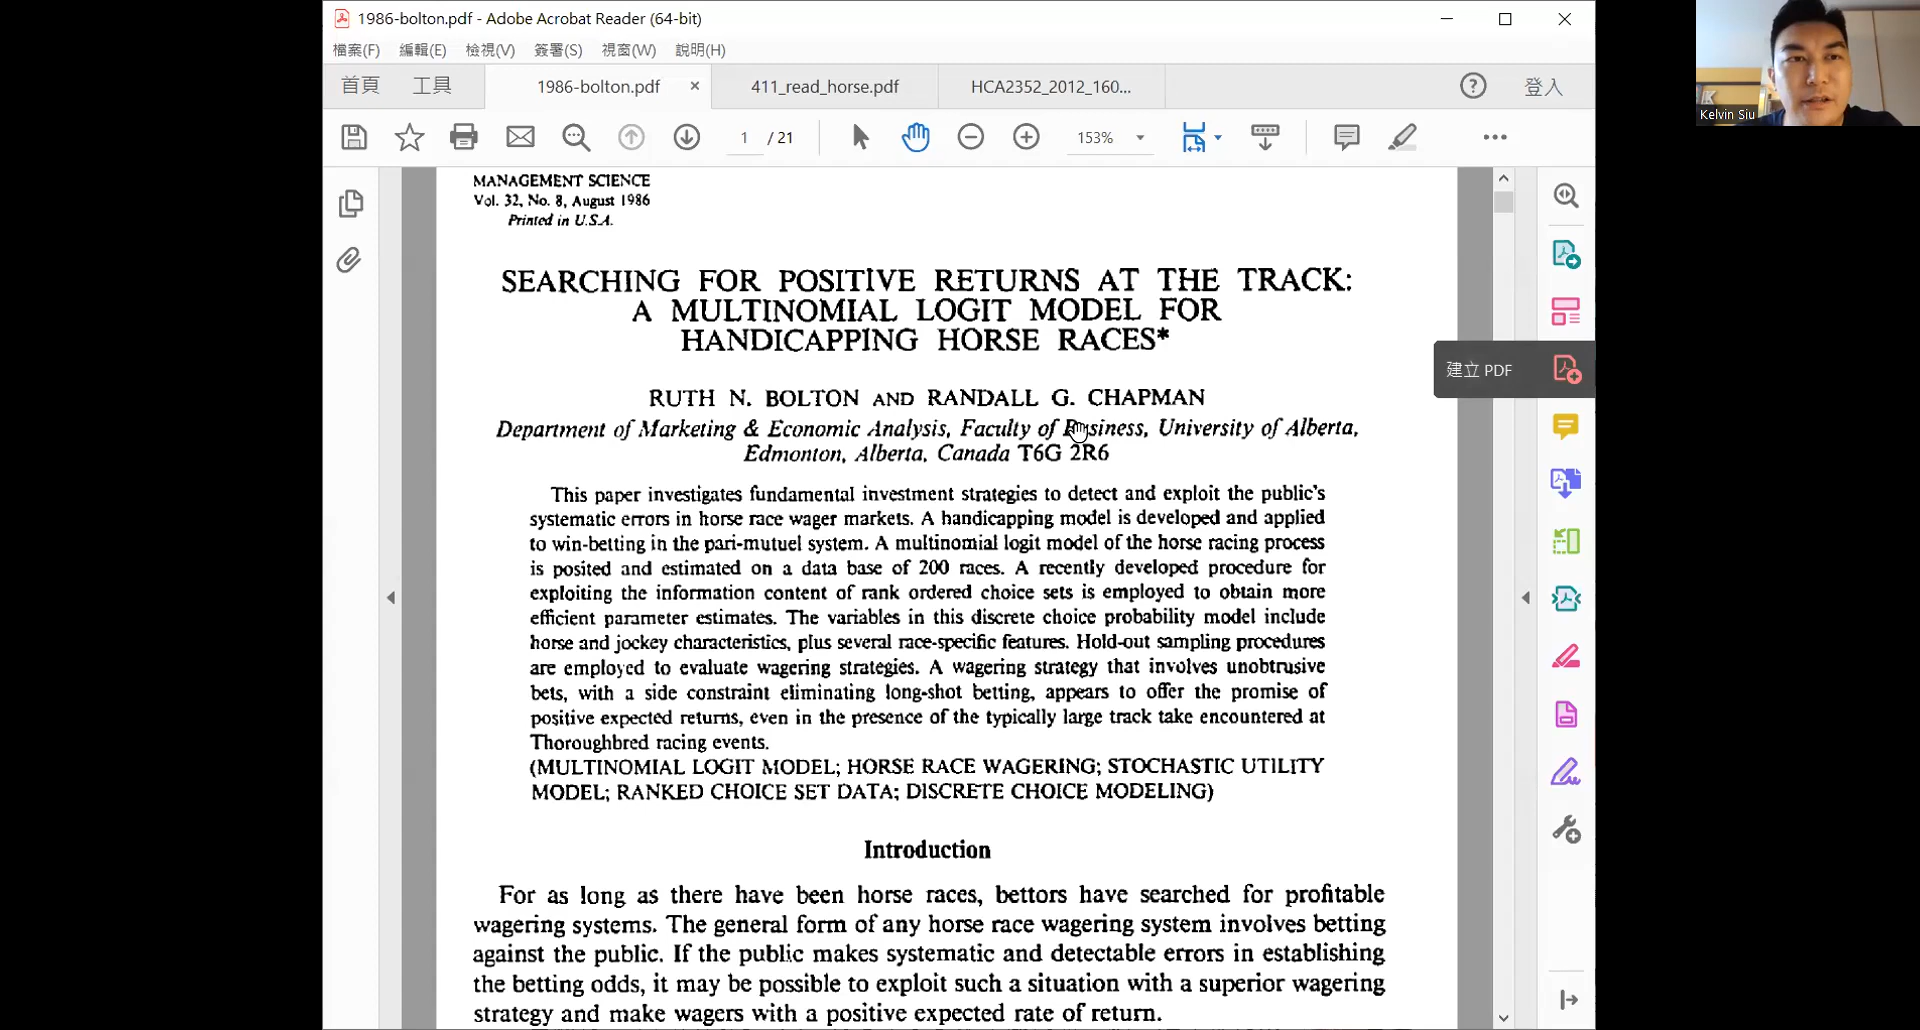 1986-bolton.pdf - Adobe Acrobat Reader (64-bit)
檔案(F) 編輯(E) 檢視(V) 簽署(S) 視窗(W) 說明(H)
首頁 工具 1986-bolton.pdf × 411_read_horse.pdf HCA2352_2012_160... ? 登入
1 / 21 153%
Kelvin Siu
MANAGEMENT SCIENCE
Vol. 32, No. 8, August 1986
Printed in U.S.A.
SEARCHING FOR POSITIVE RETURNS AT THE TRACK:
A MULTINOMIAL LOGIT MODEL FOR
HANDICAPPING HORSE RACES*
建立 PDF
RUTH N. BOLTON AND RANDALL G. CHAPMAN
Department of Marketing & Economic Analysis, Faculty of Business, University of Alberta,
Edmonton, Alberta, Canada T6G 2R6
This paper investigates fundamental investment strategies to detect and exploit the public's
systematic errors in horse race wager markets. A handicapping model is developed and applied
to win-betting in the pari-mutuel system. A multinomial logit model of the horse racing process
is posited and estimated on a data base of 200 races. A recently developed procedure for
exploiting the information content of rank ordered choice sets is employed to obtain more
efficient parameter estimates. The variables in this discrete choice probability model include
horse and jockey characteristics, plus several race-specific features. Hold-out sampling procedures
are employed to evaluate wagering strategies. A wagering strategy that involves unobtrusive
bets, with a side constraint eliminating long-shot betting, appears to offer the promise of
positive expected returns, even in the presence of the typically large track take encountered at
Thoroughbred racing events.
(MULTINOMIAL LOGIT MODEL; HORSE RACE WAGERING; STOCHASTIC UTILITY
MODEL; RANKED CHOICE SET DATA; DISCRETE CHOICE MODELING)
Introduction
For as long as there have been horse races, bettors have searched for profitable
wagering systems. The general form of any horse race wagering system involves betting
against the public. If the public makes systematic and detectable errors in establishing
the betting odds, it may be possible to exploit such a situation with a superior wagering
strategy and make wagers with a positive expected rate of return.